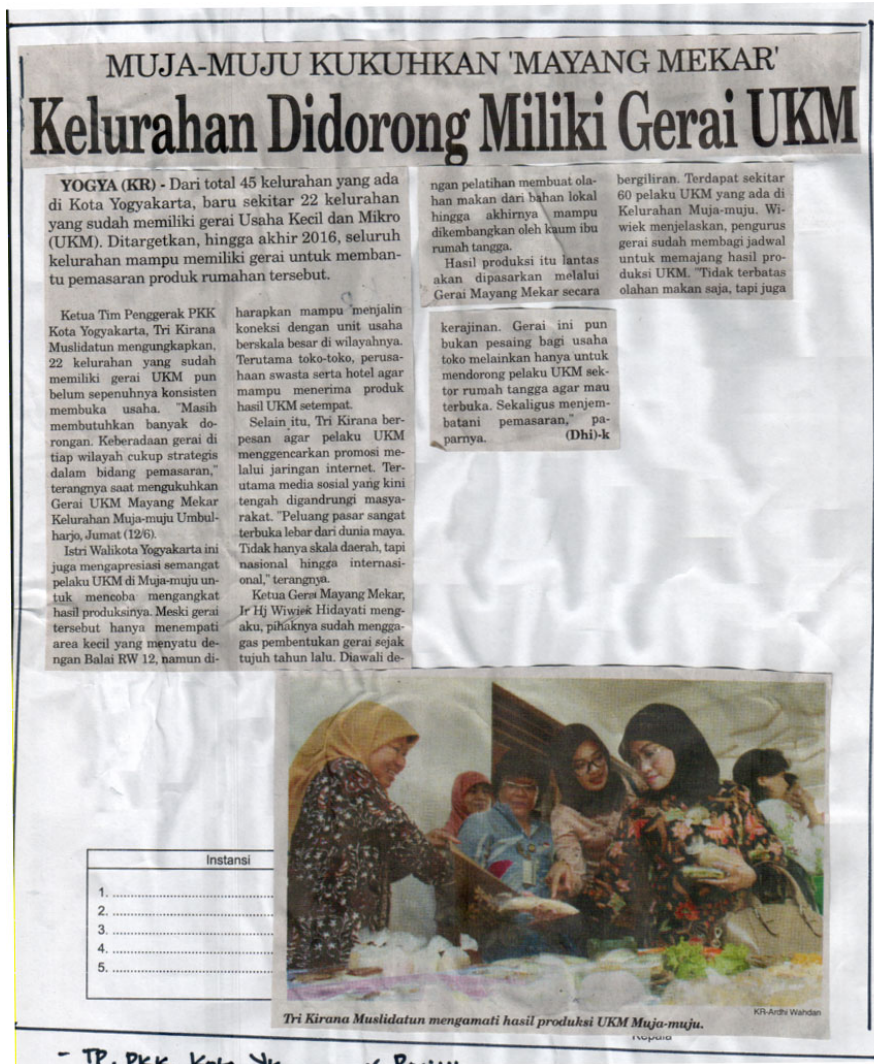 MUJA-MUJU KUKUHKAN 'MAYANG MEKAR'
Kelurahan Didorong Miliki Gerai UKM
YOGYA (KR) - Dari total 45 kelurahan yang ada
di Kota Yogyakarta, baru sekitar 22 kelurahan
yang sudah memiliki gerai Usaha Kecil dan Mikro
(UKM). Ditargetkan, hingga akhir 2016, seluruh
kelurahan mampu memiliki gerai untuk memban-
tu pemasaran produk rumahan tersebut.
Ketua Tim Penggerak PKK
Kota Yogyakarta, Tri Kirana
Muslidatun mengungkapkan,
22 kelurahan yang sudah
memiliki gerai UKM pun
belum sepenuhnya konsisten
membuka usaha. "Masih
membutuhkan banyak do-
rongan. Keberadaan gerai di
tiap wilayah cukup strategis
dalam bidang pemasaran,"
terangnya saat mengukuhkan
Gerai UKM Mayang Mekar
Kelurahan Muja-muju Umbul-
harjo, Jumat (12/6).
Istri Walikota Yogyakarta ini
juga mengapresiasi semangat
pelaku UKM di Muja-muju un-
tuk mencoba mengangkat
hasil produksinya. Meski gerai
tersebut hanya menempati
area kecil yang menyatu de-
ngan Balai RW 12, namun di-
harapkan mampu menjalin
koneksi dengan unit usaha
berskala besar di wilayahnya.
Terutama toko-toko, perusa-
haan swasta serta hotel agar
mampu menerima produk
hasil UKM setempat.
Selain itu, Tri Kirana ber-
pesan agar pelaku UKM
menggencarkan promosi me-
lalui jaringan internet. Ter-
utama media sosial yang kini
tengah digandrungi masya-
rakat. "Peluang pasar sangat
terbuka lebar dari dunia maya.
Tidak hanya skala daerah, tapi
nasional hingga internasi-
onal," terangnya.
Ketua Gerai Mayang Mekar,
Ir Hj Wiwiek Hidayati meng-
aku, pihaknya sudah mengga-
gas pembentukan gerai sejak
tujuh tahun lalu. Diawali de-
ngan pelatihan membuat ola-
han makan dari bahan lokal
hingga akhirnya mampu
dikembangkan oleh kaum ibu
rumah tangga.
Hasil produksi itu lantas
akan dipasarkan melalui
Gerai Mayang Mekar secara
bergiliran. Terdapat sekitar
60 pelaku UKM yang ada di
Kelurahan Muja-muju. Wi-
wiek menjelaskan, pengurus
gerai sudah membagi jadwal
untuk memajang hasil pro-
duksi UKM. "Tidak terbatas
olahan makan saja, tapi juga
kerajinan. Gerai ini pun
bukan pesaing bagi usaha
toko melainkan hanya untuk
mendorong pelaku UKM sek-
tor rumah tangga agar mau
terbuka. Sekaligus menjem-
batani pemasaran," pa-
parnya. (Dhi)-k
Instansi
1.
2.
3.
4.
5.
KR-Ardhi Wahdan
Tri Kirana Muslidatun mengamati hasil produksi UKM Muja-muju.
Kepala
- TP. PKK Kota